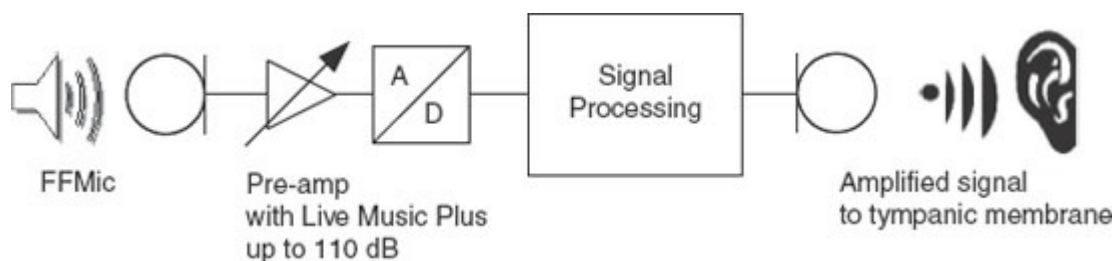 FFMic
Pre-amp
with Live Music Plus
up to 110 dB
A
D
Signal
Processing
Amplified signal
to tympanic membrane